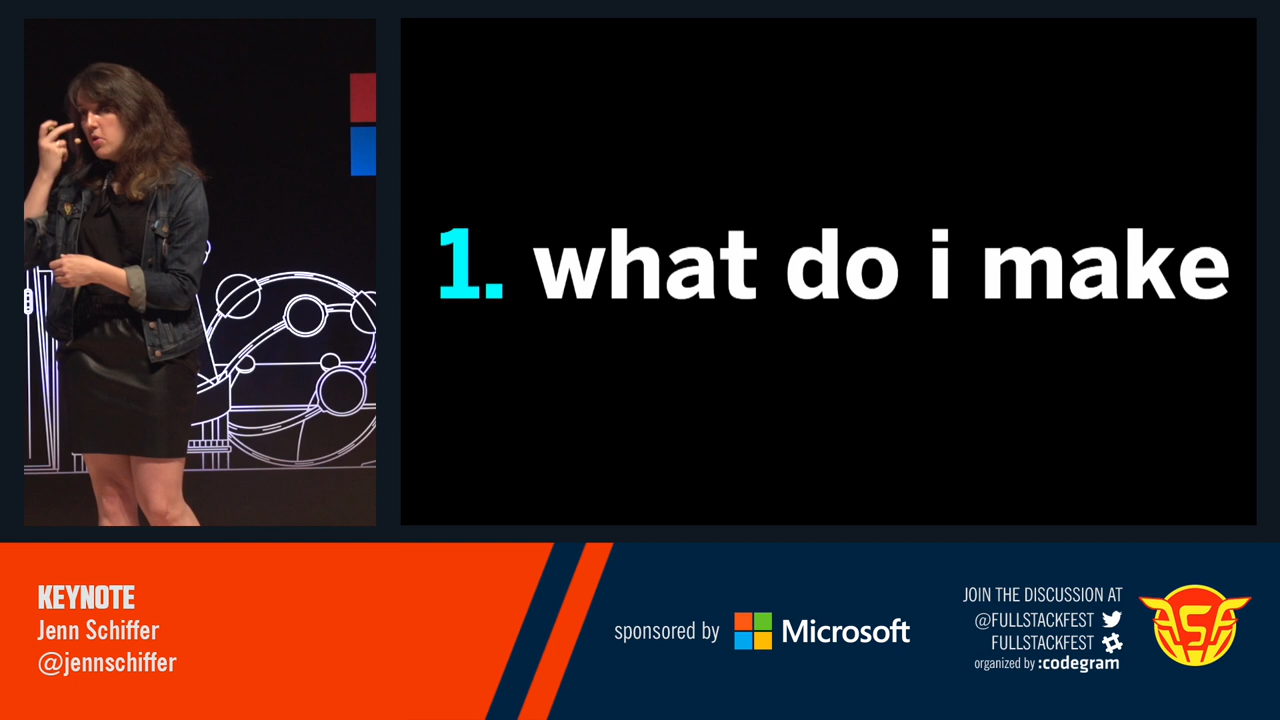 1. what do i make
KEYNOTE
Jenn Schiffer
@jennschiffer
sponsored by Microsoft
JOIN THE DISCUSSION AT
@FULLSTACKFEST
FULLSTACKFEST
organized by :codegram
FSF